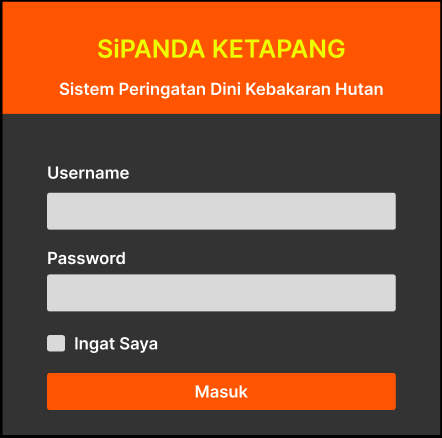 SiPANDA KETAPANG
Sistem Peringatan Dini Kebakaran Hutan
Username
Password
Ingat Saya
Masuk